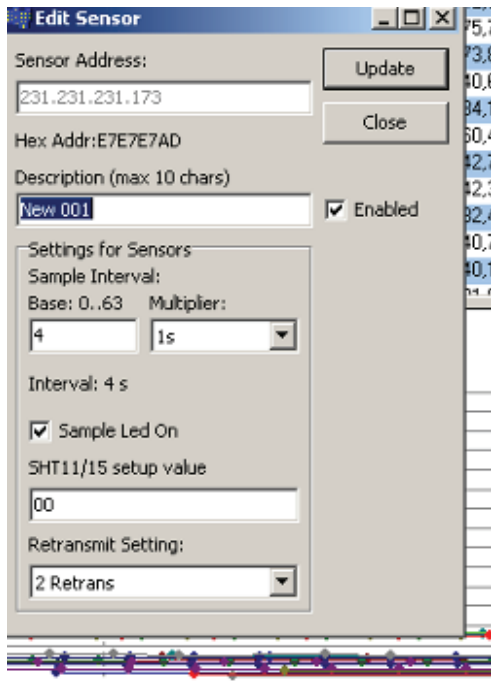 Edit Sensor
Sensor Address:
231.231.231.173
Update
Close
Hex Addr:E7E7E7AD
Description (max 10 chars)
New 001
Enabled
Settings for Sensors
Sample Interval:
Base: 0..63 Multiplier:
4 1s
Interval: 4 s
Sample Led On
SHT11/15 setup value
00
Retransmit Setting:
2 Retrans